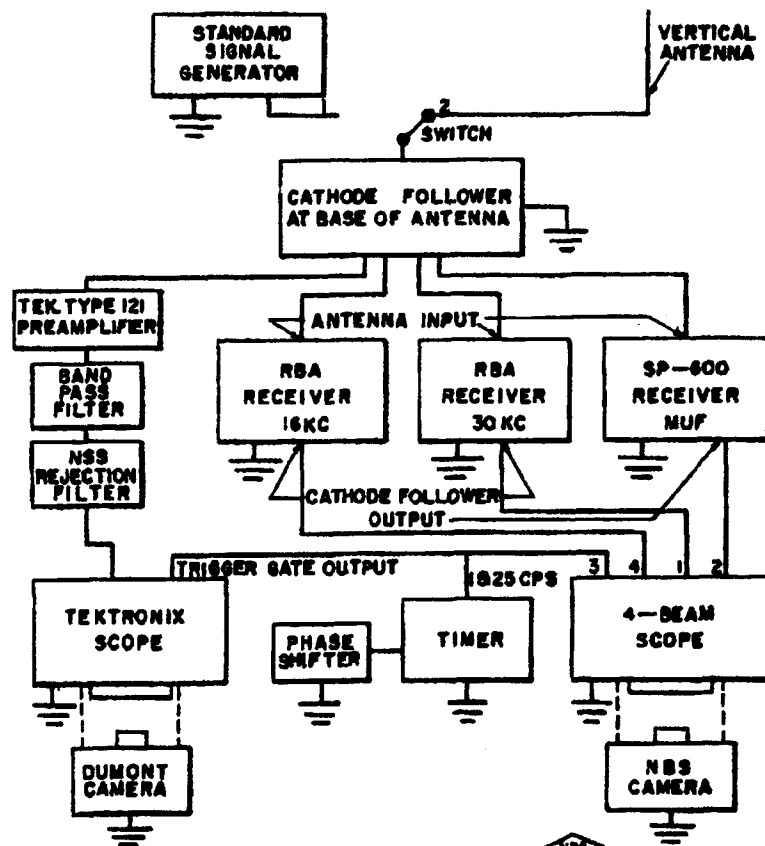 STANDARD
SIGNAL
GENERATOR
VERTICAL
ANTENNA
2
SWITCH
CATHODE FOLLOWER
AT BASE OF ANTENNA
TEK. TYPE 121
PREAMPLIFIER
ANTENNA INPUT
BAND
PASS
FILTER
RBA
RECEIVER
16KC
RBA
RECEIVER
30 KC
SP-600
RECEIVER
MUF
NSS
REJECTION
FILTER
CATHODE FOLLOWER
OUTPUT
TRIGGER GATE OUTPUT
1&25 CPS
3 4 1 2
TEKTRONIX
SCOPE
PHASE
SHIFTER
TIMER
4-BEAM
SCOPE
DUMONT
CAMERA
NBS
CAMERA